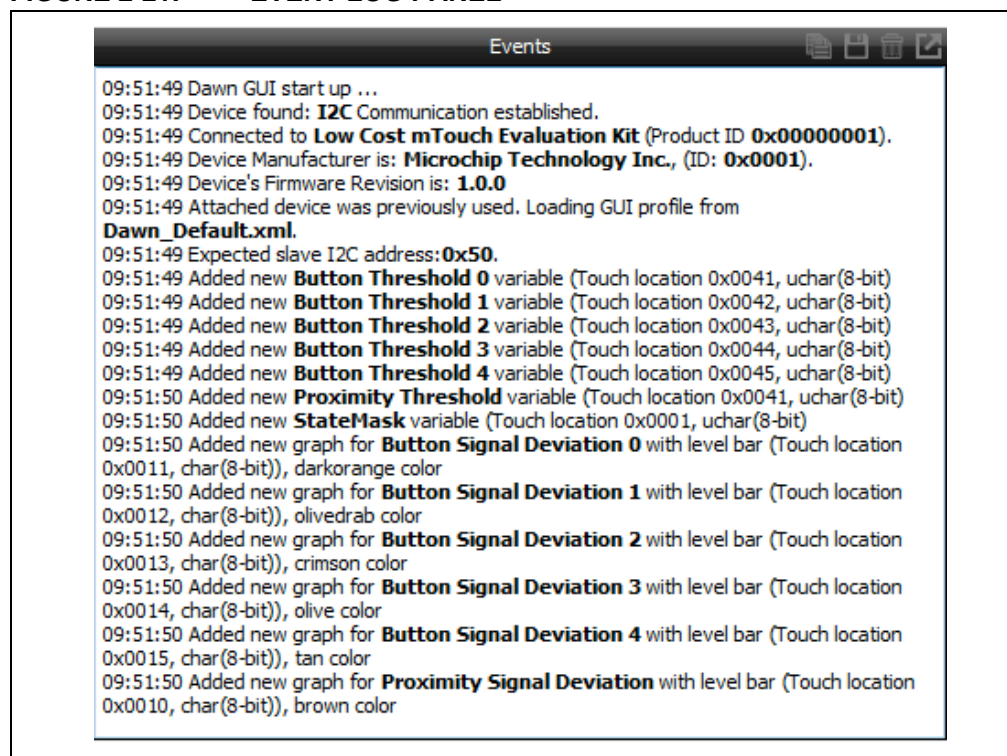 Events
09:51:49 Dawn GUI start up ...
09:51:49 Device found: I2C Communication established.
09:51:49 Connected to Low Cost mTouch Evaluation Kit (Product ID 0x00000001).
09:51:49 Device Manufacturer is: Microchip Technology Inc., (ID: 0x0001).
09:51:49 Device's Firmware Revision is: 1.0.0
09:51:49 Attached device was previously used. Loading GUI profile from
Dawn_Default.xml.
09:51:49 Expected slave I2C address:0x50.
09:51:49 Added new Button Threshold 0 variable (Touch location 0x0041, uchar(8-bit)
09:51:49 Added new Button Threshold 1 variable (Touch location 0x0042, uchar(8-bit)
09:51:49 Added new Button Threshold 2 variable (Touch location 0x0043, uchar(8-bit)
09:51:49 Added new Button Threshold 3 variable (Touch location 0x0044, uchar(8-bit)
09:51:49 Added new Button Threshold 4 variable (Touch location 0x0045, uchar(8-bit)
09:51:50 Added new Proximity Threshold variable (Touch location 0x0041, uchar(8-bit)
09:51:50 Added new StateMask variable (Touch location 0x0001, uchar(8-bit)
09:51:50 Added new graph for Button Signal Deviation 0 with level bar (Touch location
0x0011, char(8-bit)), darkorange color
09:51:50 Added new graph for Button Signal Deviation 1 with level bar (Touch location
0x0012, char(8-bit)), olivedrab color
09:51:50 Added new graph for Button Signal Deviation 2 with level bar (Touch location
0x0013, char(8-bit)), crimson color
09:51:50 Added new graph for Button Signal Deviation 3 with level bar (Touch location
0x0014, char(8-bit)), olive color
09:51:50 Added new graph for Button Signal Deviation 4 with level bar (Touch location
0x0015, char(8-bit)), tan color
09:51:50 Added new graph for Proximity Signal Deviation with level bar (Touch location
0x0010, char(8-bit)), brown color